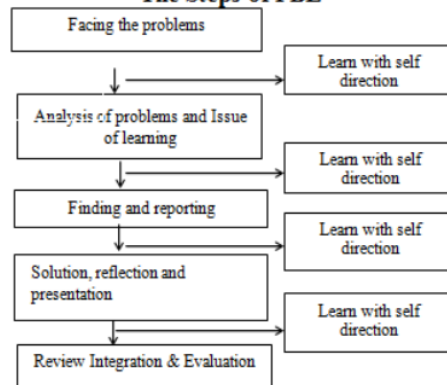 The Steps of PBL
Facing the problems
Learn with self
direction
Analysis of problems and Issue
of learning
Learn with self
direction
Finding and reporting
Learn with self
direction
Solution, reflection and
presentation
Learn with self
direction
Review Integration & Evaluation